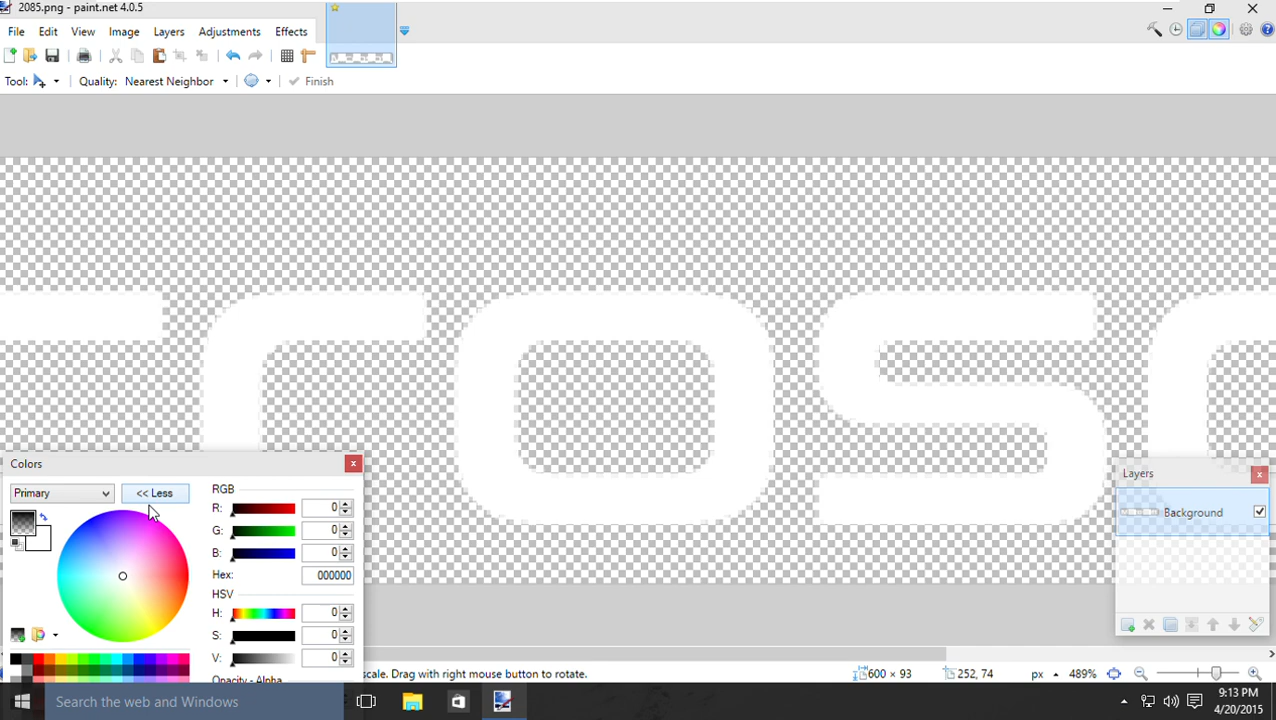 2085.png - paint.net 4.0.5
File Edit View Image Layers Adjustments Effects
Tool: Quality: Nearest Neighbor Finish
ros
Colors
Primary << Less
RGB
R: 0
G: 0
B: 0
Hex: 000000
HSV
H: 0
S: 0
V: 0
Opacity - Alpha
Layers
Background
scale. Drag with right mouse button to rotate.
600 × 93
252, 74
px
489%
Search the web and Windows
9:13 PM
4/20/2015